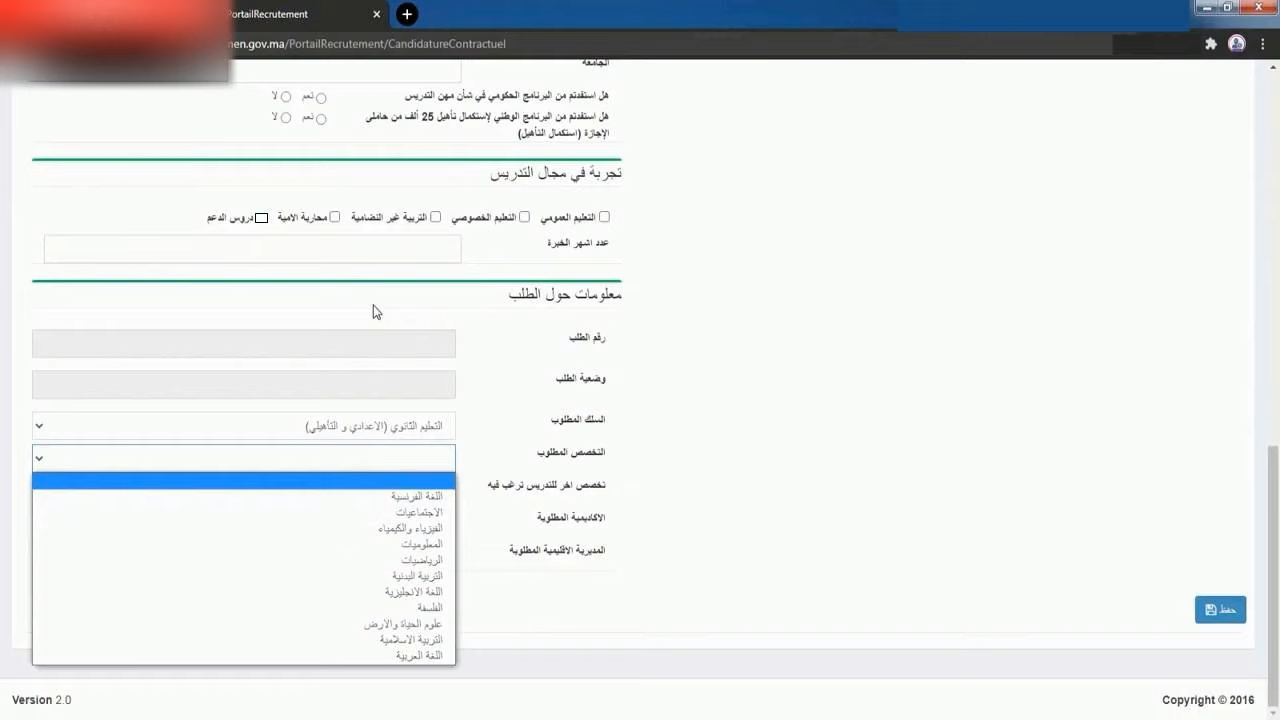 PortailRecrutement
men.gov.ma/PortailRecrutement/CandidatureContractuel
الجامعة
هل استفدتم من البرنامج الحكومي في شأن مهن التدريس
نعم
لا
هل استفدتم من البرنامج الوطني لإستكمال تأهيل 25 ألف من حاملى الإجازة (استكمال التأهيل)
نعم
لا
تجربة في مجال التدريس
التعليم العمومي
التعليم الخصوصي
التربية غير النضامية
محاربة الامية
دروس الدعم
عدد اشهر الخبرة
معلومات حول الطلب
رقم الطلب
وضعية الطلب
السلك المطلوب
التعليم الثانوي (الاعدادي و التأهيلي)
التخصص المطلوب
تخصص اخر للتدريس ترغب فيه
الاكاديمية المطلوبة
المديرية الاقليمية المطلوبة
اللغة الفرنسية
الاجتماعيات
الفيزياء والكيمياء
المعلوميات
الرياضيات
التربية البدنية
اللغة الانجليزية
الفلسفة
علوم الحياة والارض
التربية الاسلامية
اللغة العربية
حفظ
Version 2.0
Copyright © 2016